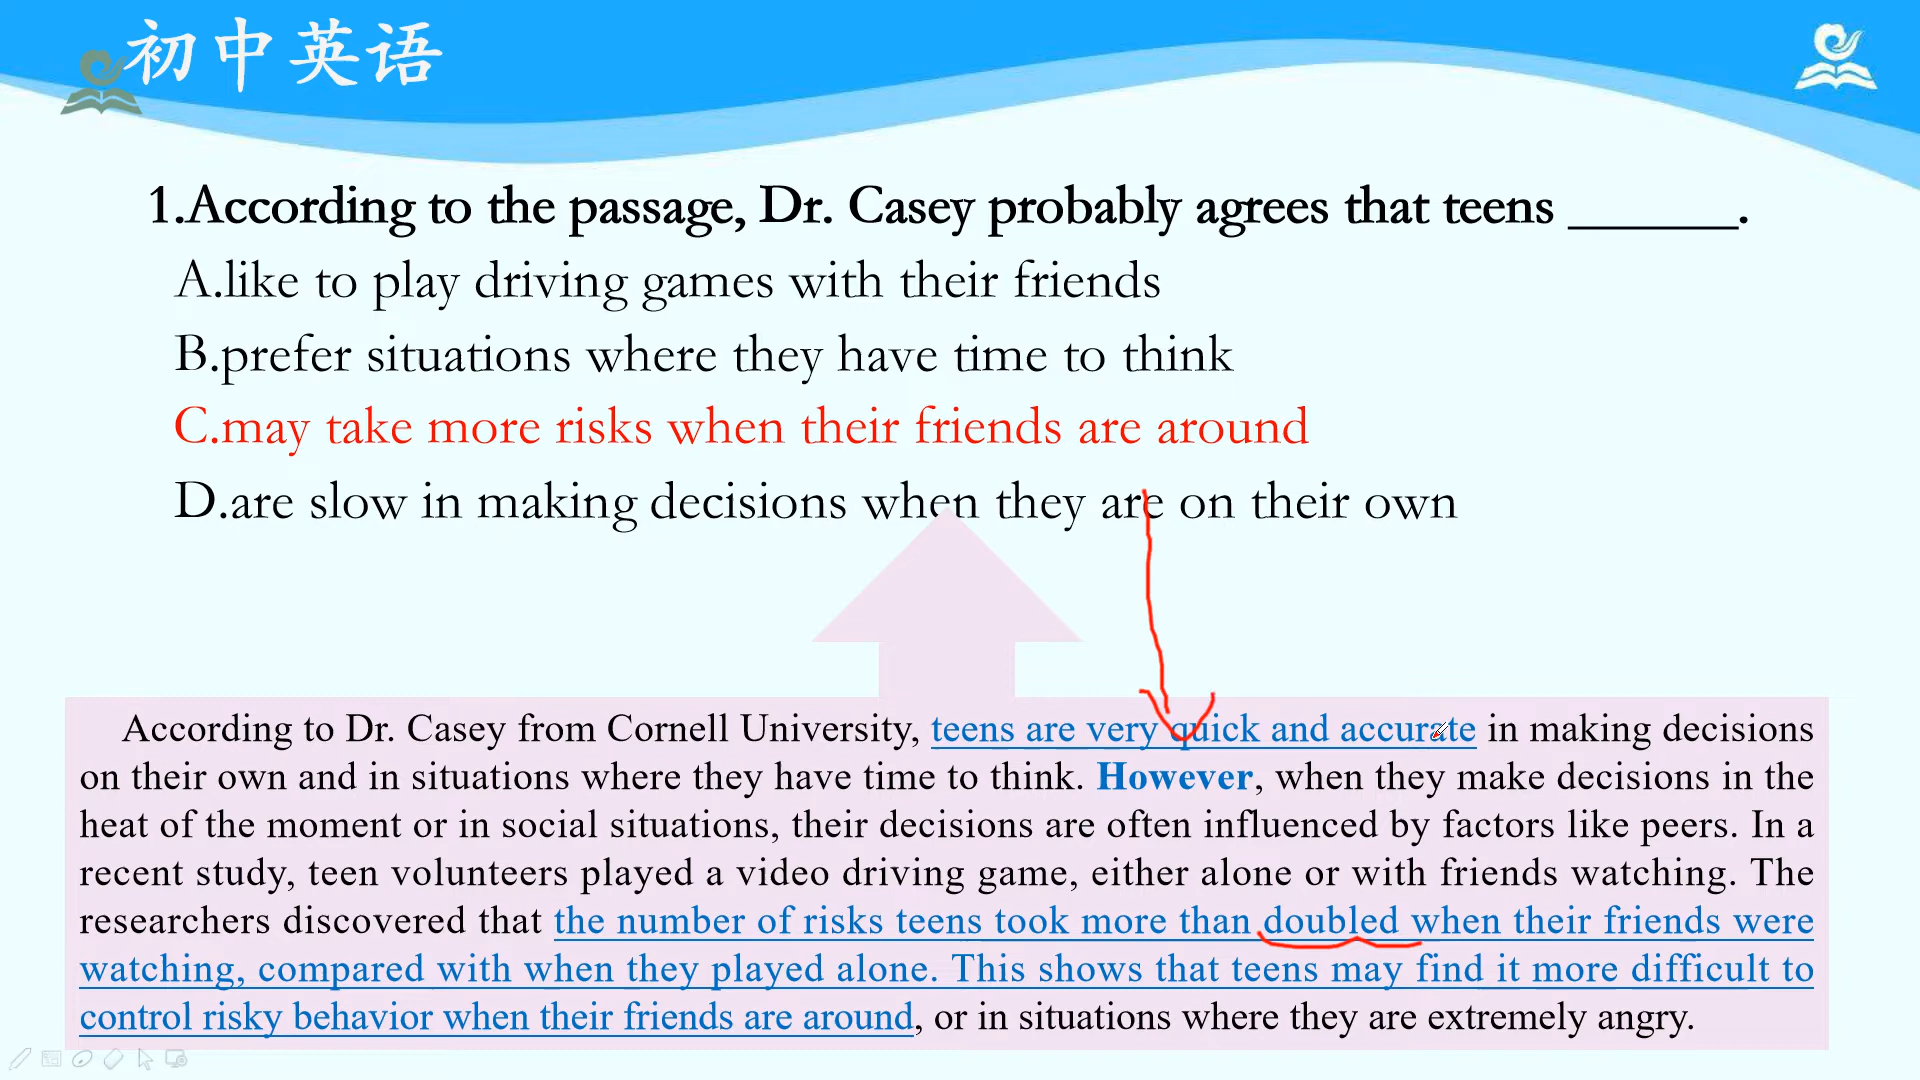 初中英语
1.According to the passage, Dr. Casey probably agrees that teens ______.
A.like to play driving games with their friends
B.prefer situations where they have time to think
C.may take more risks when their friends are around
D.are slow in making decisions when they are on their own
According to Dr. Casey from Cornell University, teens are very quick and accurate in making decisions
on their own and in situations where they have time to think. However, when they make decisions in the
heat of the moment or in social situations, their decisions are often influenced by factors like peers. In a
recent study, teen volunteers played a video driving game, either alone or with friends watching. The
researchers discovered that the number of risks teens took more than doubled when their friends were
watching, compared with when they played alone. This shows that teens may find it more difficult to
control risky behavior when their friends are around, or in situations where they are extremely angry.